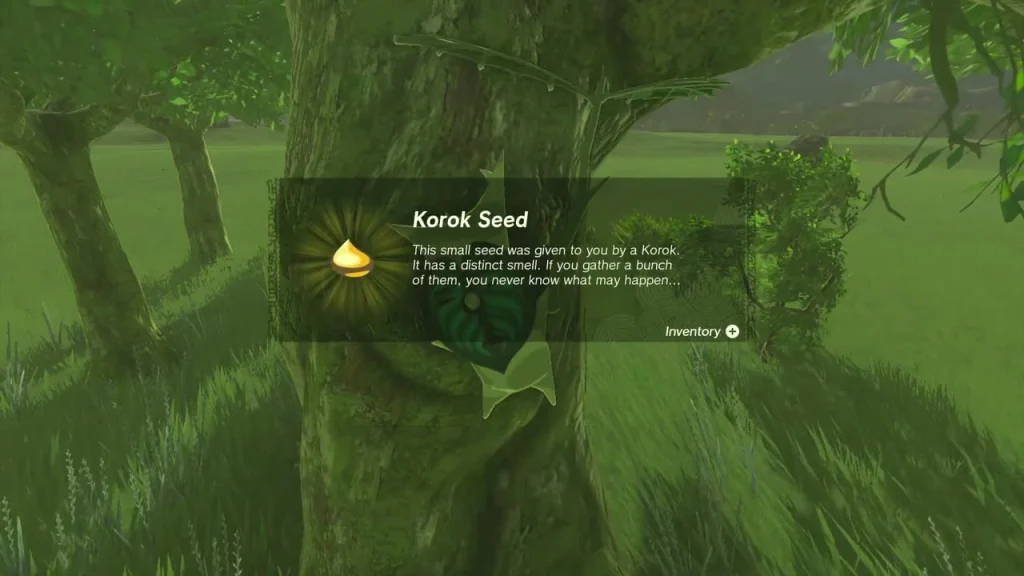 Korok Seed
This small seed was given to you by a Korok.
It has a distinct smell. If you gather a bunch
of them, you never know what may happen...
Inventory